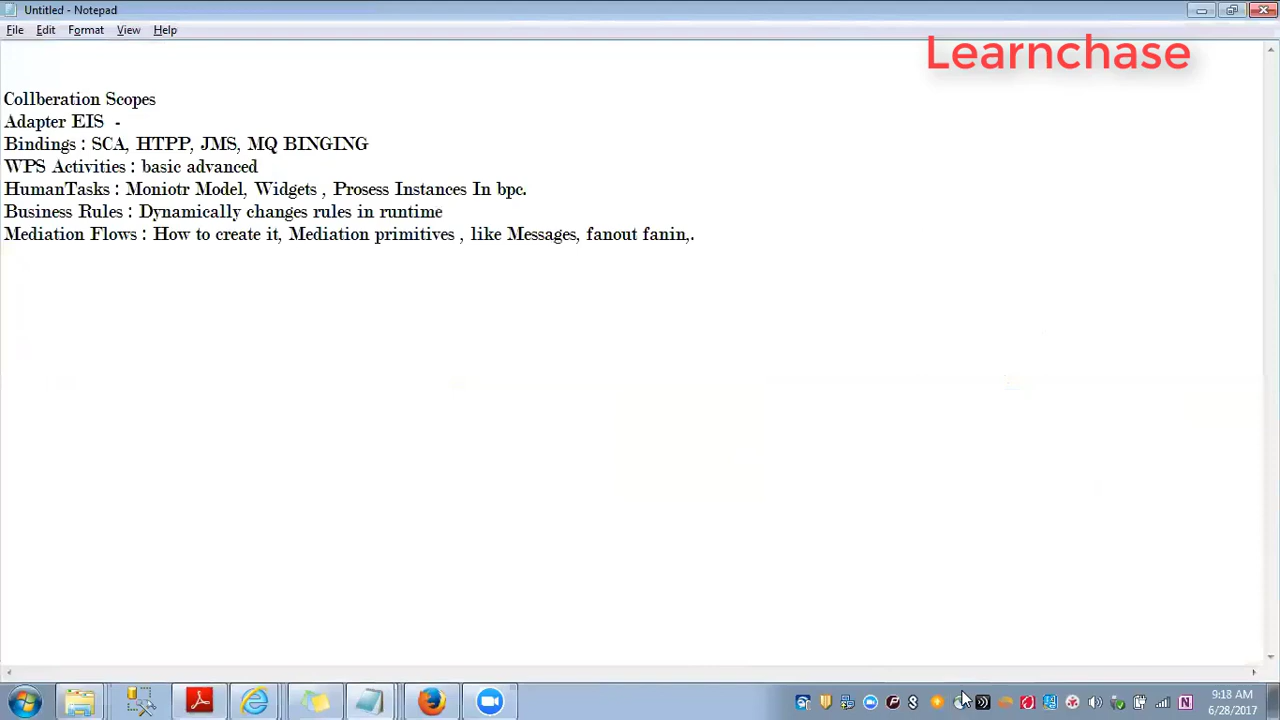 Untitled - Notepad
File Edit Format View Help
Learnchase
Collberation Scopes
Adapter EIS -
Bindings : SCA, HTPP, JMS, MQ BINGING
WPS Activities : basic advanced
HumanTasks : Moniotr Model, Widgets , Prosess Instances In bpc.
Business Rules : Dynamically changes rules in runtime
Mediation Flows : How to create it, Mediation primitives , like Messages, fanout fanin,.
9:18 AM
6/28/2017